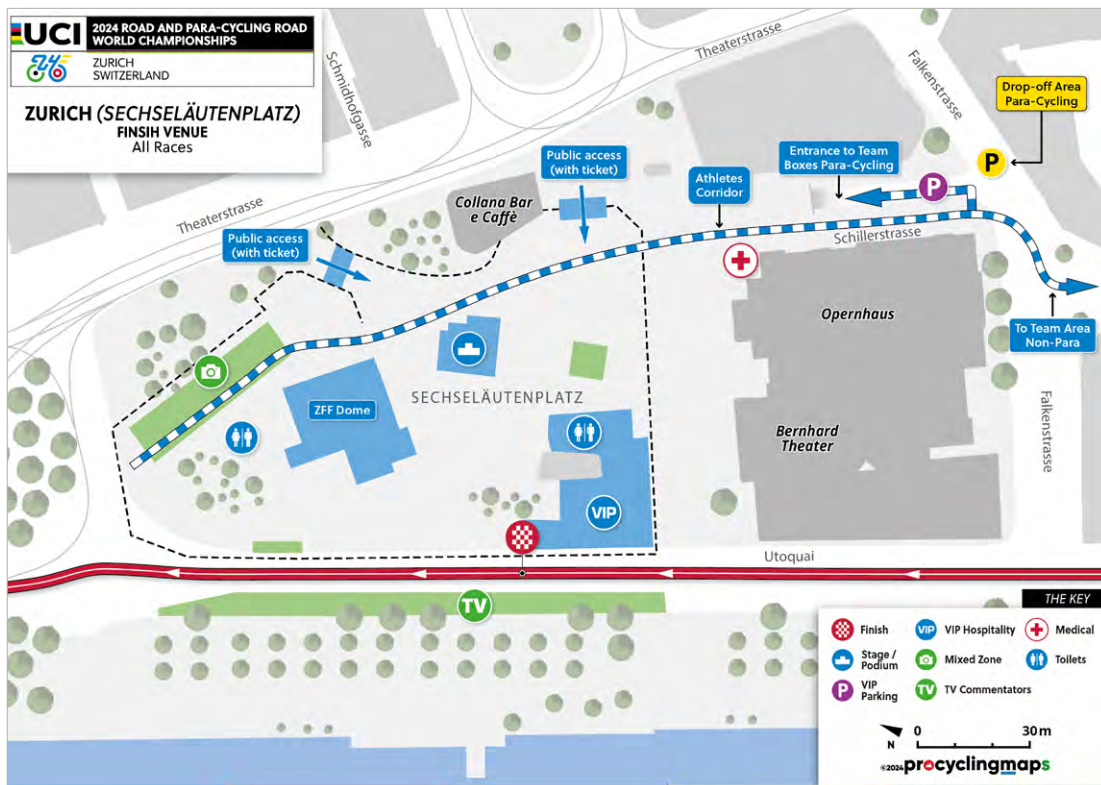 UCI
2024 ROAD AND PARA-CYCLING ROAD
WORLD CHAMPIONSHIPS
ZURICH
SWITZERLAND
ZURICH (SECHSELÄUTENPLATZ)
FINSIH VENUE
All Races
Schmidhofgasse
Theaterstrasse
Falkenstrasse
Drop-off Area
Para-Cycling
P
Public access
(with ticket)
Entrance to Team
Boxes Para-Cycling
P
Athletes
Corridor
Collana Bar
e Caffè
Theaterstrasse
Public access
(with ticket)
Schillerstrasse
Opernhaus
To Team Area
Non-Para
SECHSELÄUTENPLATZ
ZFF Dome
Bernhard
Theater
Falkenstrasse
VIP
Utoquai
TV
THE KEY
Finish
VIP
VIP Hospitality
Medical
Stage /
Podium
Mixed Zone
Toilets
P
VIP
Parking
TV
TV Commentators
N
0
30 m
©2024 procyclingmaps